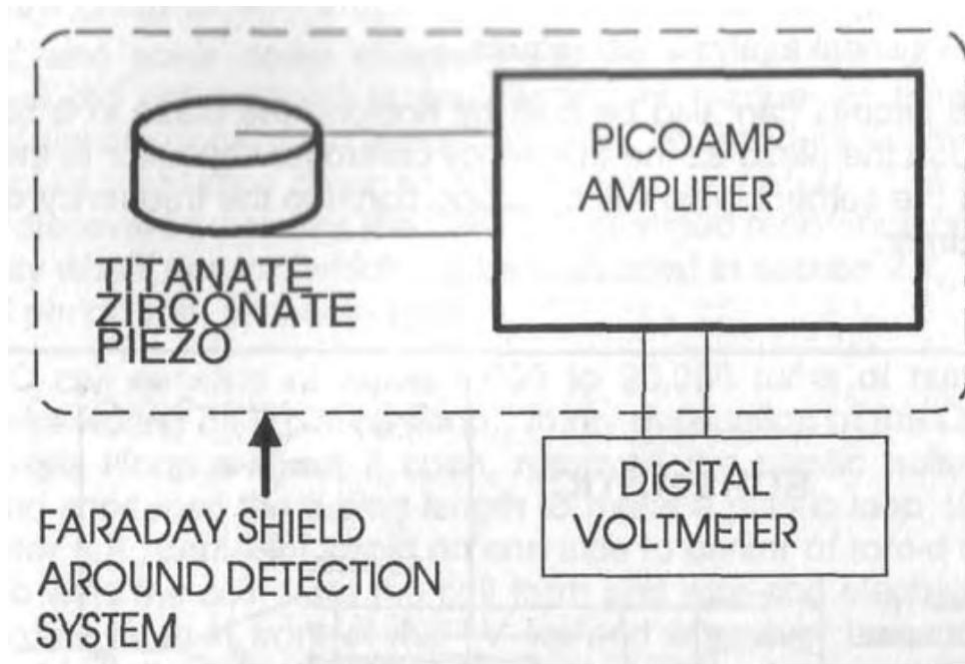 PICOAMP
AMPLIFIER
TITANATE
ZIRCONATE
PIEZO
DIGITAL
VOLTMETER
FARADAY SHIELD
AROUND DETECTION
SYSTEM